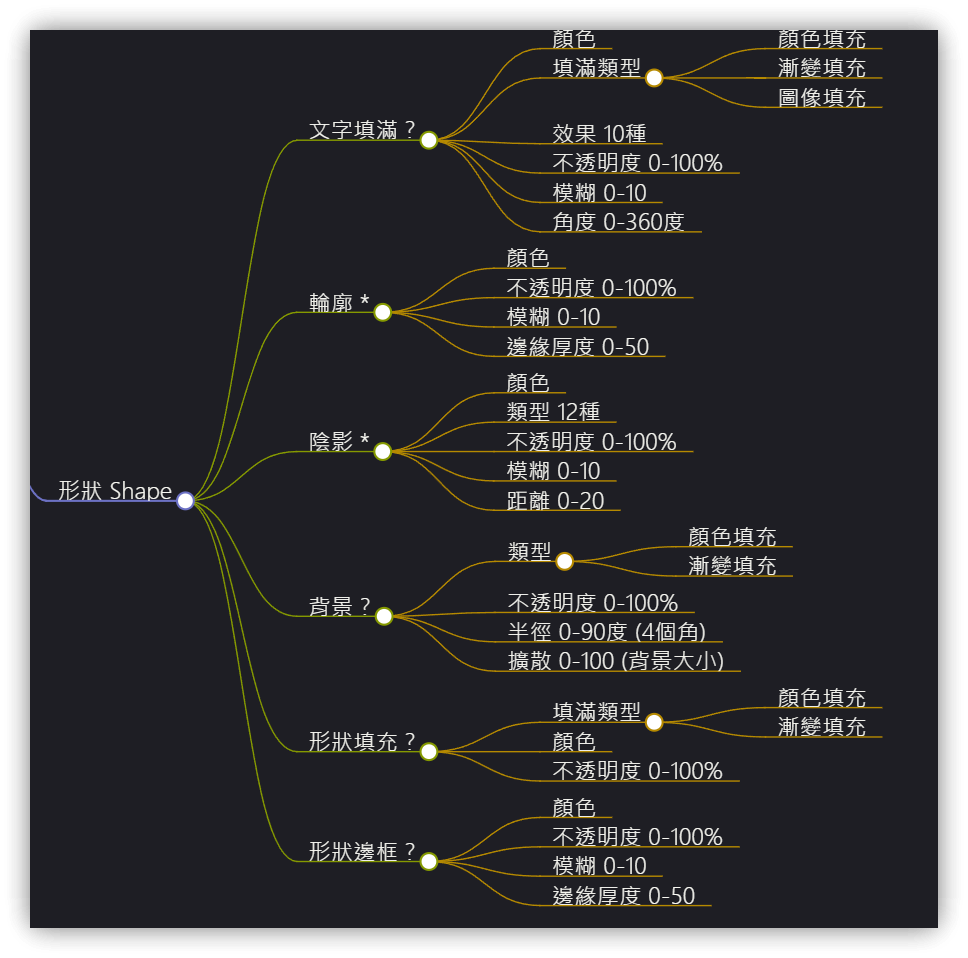 形狀 Shape
文字填滿 ?
顏色
填滿類型
顏色填充
漸變填充
圖像填充
效果 10種
不透明度 0-100%
模糊 0-10
角度 0-360度
輪廓 *
顏色
不透明度 0-100%
模糊 0-10
邊緣厚度 0-50
陰影 *
顏色
類型 12種
不透明度 0-100%
模糊 0-10
距離 0-20
背景 ?
類型
顏色填充
漸變填充
不透明度 0-100%
半徑 0-90度 (4個角)
擴散 0-100 (背景大小)
形狀填充 ?
填滿類型
顏色填充
漸變填充
顏色
不透明度 0-100%
形狀邊框 ?
顏色
不透明度 0-100%
模糊 0-10
邊緣厚度 0-50